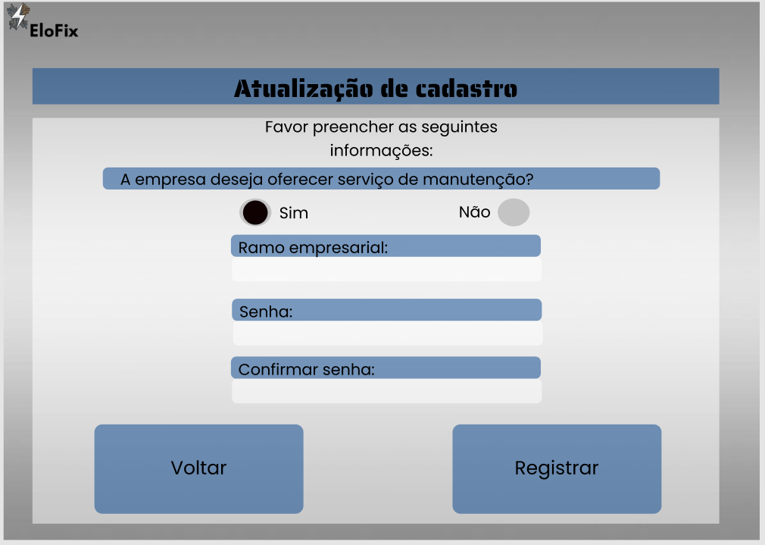 EloFix
Atualização de cadastro
Favor preencher as seguintes
informações:
A empresa deseja oferecer serviço de manutenção?
Sim
Não
Ramo empresarial:
Senha:
Confirmar senha:
Voltar
Registrar